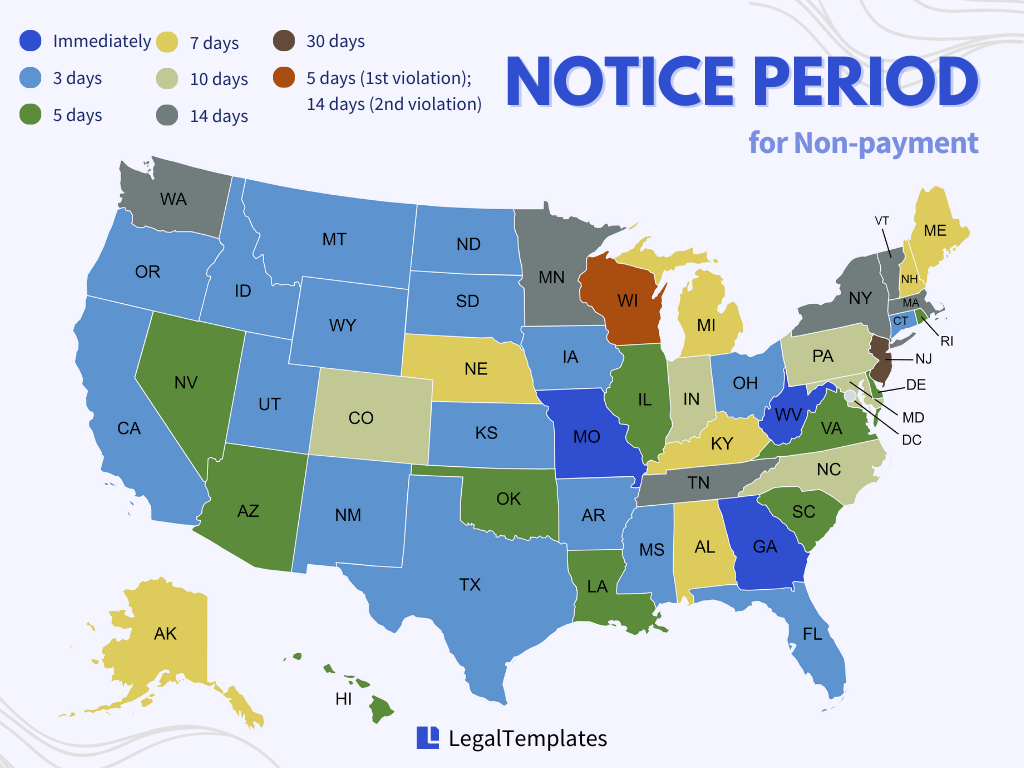 Immediately
3 days
5 days
7 days
10 days
14 days
30 days
5 days (1st violation);
14 days (2nd violation)
NOTICE PERIOD
for Non-payment
WA
OR
ID
MT
ND
MN
SD
WY
WI
MI
VT
ME
NH
NY
MA
CT
RI
NJ
PA
DE
MD
DC
NE
IA
NV
UT
CO
CA
KS
MO
IL
IN
OH
WV
VA
KY
NC
TN
SC
AZ
NM
OK
AR
MS
AL
GA
TX
LA
FL
AK
HI
LegalTemplates